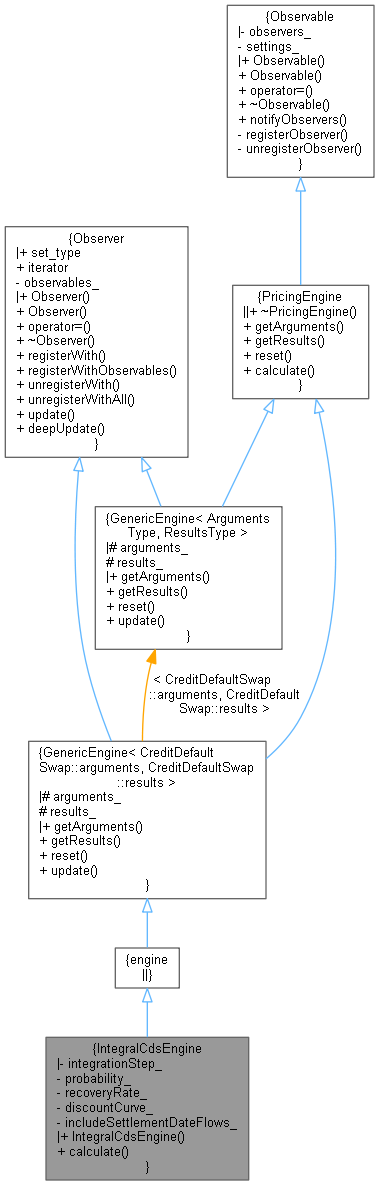 {Observable
|- observers_
- settings_
|+ Observable()
+ Observable()
+ operator=()
+ ~Observable()
+ notifyObservers()
- registerObserver()
- unregisterObserver()
}
{Observer
|+ set_type
+ iterator
- observables_
|+ Observer()
+ Observer()
+ operator=()
+ ~Observer()
+ registerWith()
+ registerWithObservables()
+ unregisterWith()
+ unregisterWithAll()
+ update()
+ deepUpdate()
}
{PricingEngine
||+ ~PricingEngine()
+ getArguments()
+ getResults()
+ reset()
+ calculate()
}
{GenericEngine< Arguments
Type, ResultsType >
|# arguments_
# results_
|+ getArguments()
+ getResults()
+ reset()
+ update()
}
< CreditDefaultSwap
::arguments, CreditDefault
Swap::results >
{GenericEngine< CreditDefault
Swap::arguments, CreditDefaultSwap
::results >
|# arguments_
# results_
|+ getArguments()
+ getResults()
+ reset()
+ update()
}
{engine
||}
{IntegralCdsEngine
|- integrationStep_
- probability_
- recoveryRate_
- discountCurve_
- includeSettlementDateFlows_
|+ IntegralCdsEngine()
+ calculate()
}